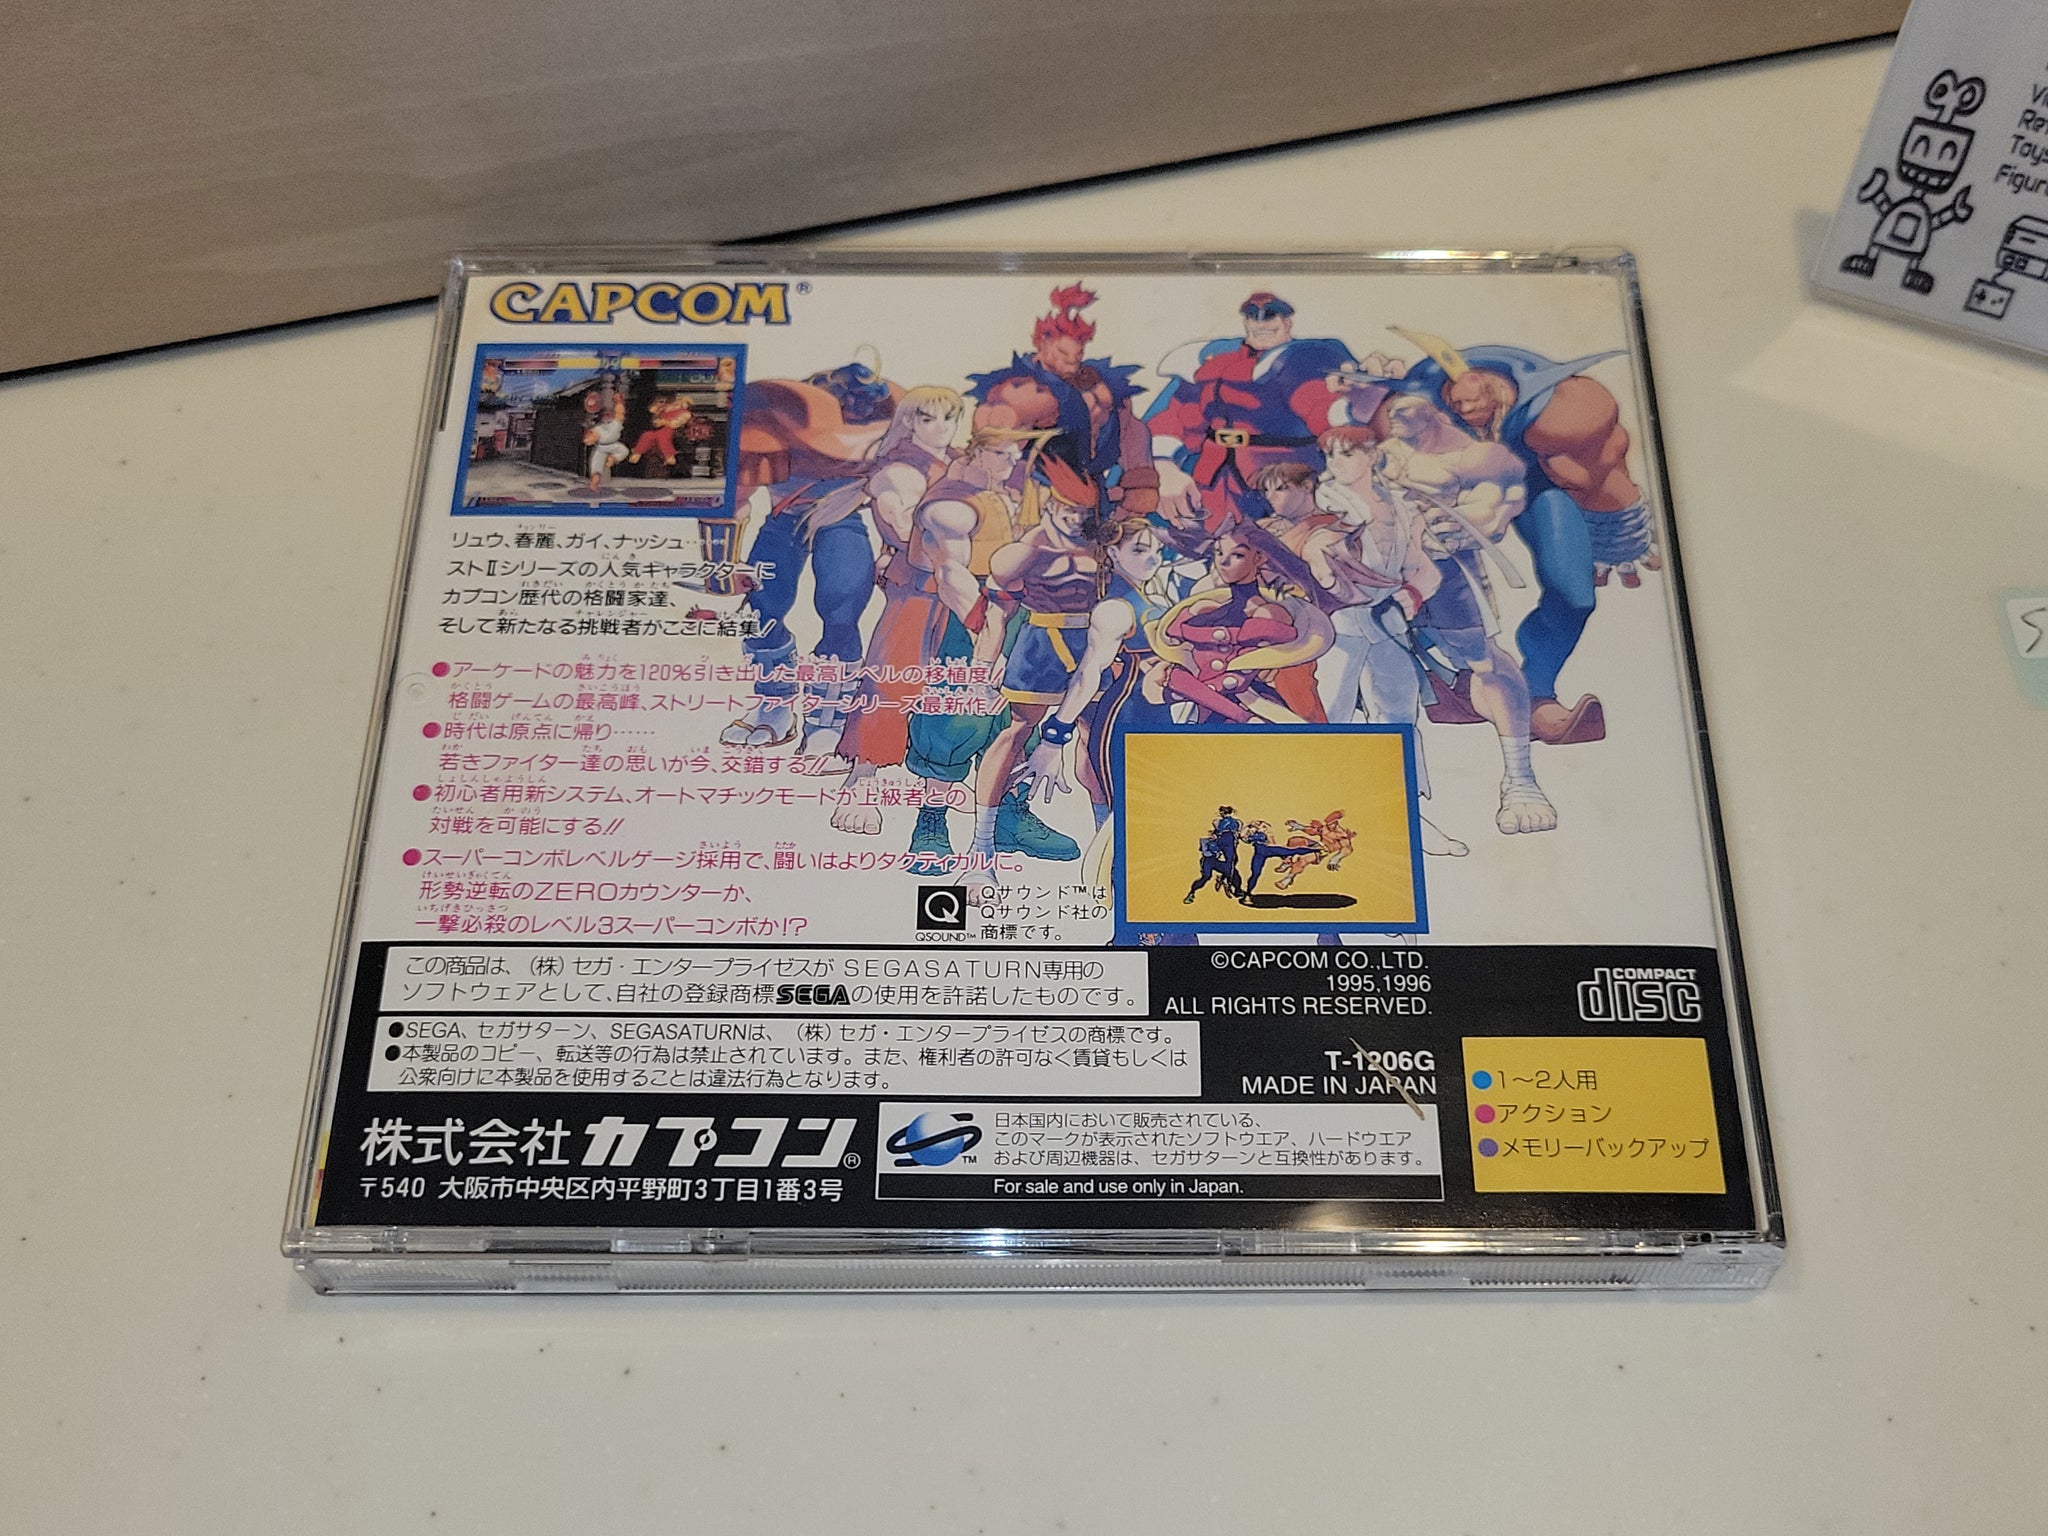 CAPCOM®
リュウ、春麗、ガイ、ナッシュ……
ストⅡシリーズの人気キャラクターに
カプコン歴代の格闘家達、
そして新たなる挑戦者がここに結集!
●アーケードの魅力を120%引き出した最高レベルの移植度!
格闘ゲームの最高峰、ストリートファイターシリーズ最新作!!
●時代は原点に帰り……
若きファイター達の思いが今、交錯する!!
●初心者用新システム、オートマチックモードが上級者との
対戦を可能にする!!
●スーパーコンボレベルゲージ採用で、闘いはよりタクティカルに。
形勢逆転のZEROカウンターか、
一撃必殺のレベル3スーパーコンボか!?
Q
QSOUND™
Qサウンド™は
Qサウンド社の
商標です。
この商品は、(株)セガ・エンタープライゼスが SEGASATURN専用の
ソフトウェアとして、自社の登録商標SEGAの使用を許諾したものです。
●SEGA、セガサターン、SEGASATURNは、(株)セガ・エンタープライゼスの商標です。
●本製品のコピー、転送等の行為は禁止されています。また、権利者の許可なく賃貸もしくは
公衆向けに本製品を使用することは違法行為となります。
©CAPCOM CO.,LTD.
1995,1996
ALL RIGHTS RESERVED.
COMPACT
disc
T-1206G
MADE IN JAPAN
株式会社カプコン®
〒540 大阪市中央区内平野町3丁目1番3号
TM
日本国内において販売されている、
このマークが表示されたソフトウエア、ハードウエア
および周辺機器は、セガサターンと互換性があります。
For sale and use only in Japan.
●1〜2人用
●アクション
●メモリーバックアップ
Toys